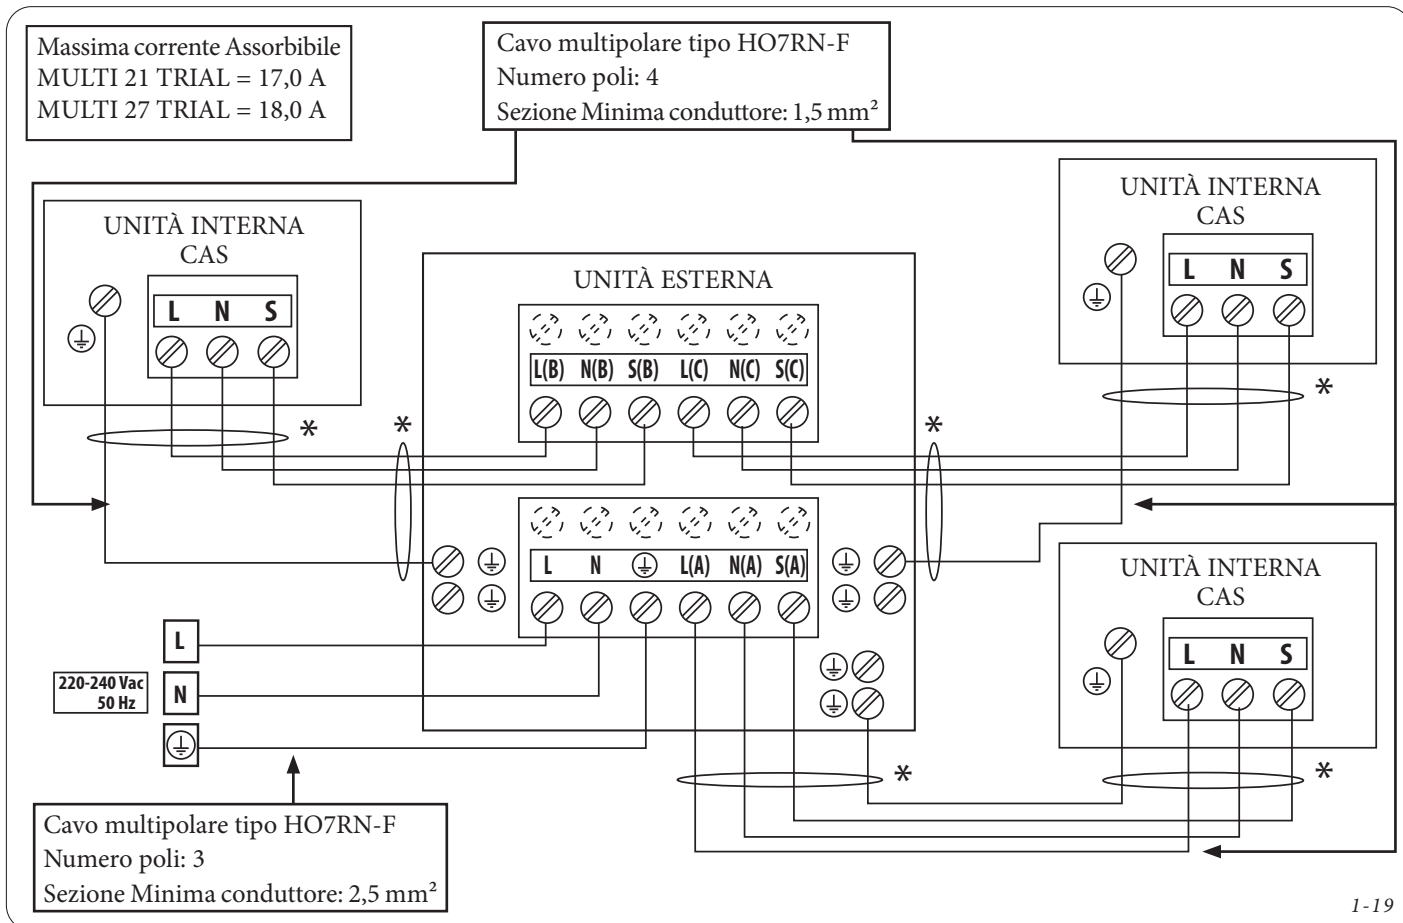 Massima corrente Assorbibile
MULTI 21 TRIAL = 17,0 A
MULTI 27 TRIAL = 18,0 A
Cavo multipolare tipo HO7RN-F
Numero poli: 4
Sezione Minima conduttore: 1,5 mm²
UNITÀ INTERNA
CAS
L N S
UNITÀ ESTERNA
L(B) N(B) S(B) L(C) N(C) S(C)
UNITÀ INTERNA
CAS
L N S
*
*
*
*
L N L(A) N(A) S(A)
UNITÀ INTERNA
CAS
L N S
L
220-240 Vac
50 Hz
N
*
*
Cavo multipolare tipo HO7RN-F
Numero poli: 3
Sezione Minima conduttore: 2,5 mm²
1-19